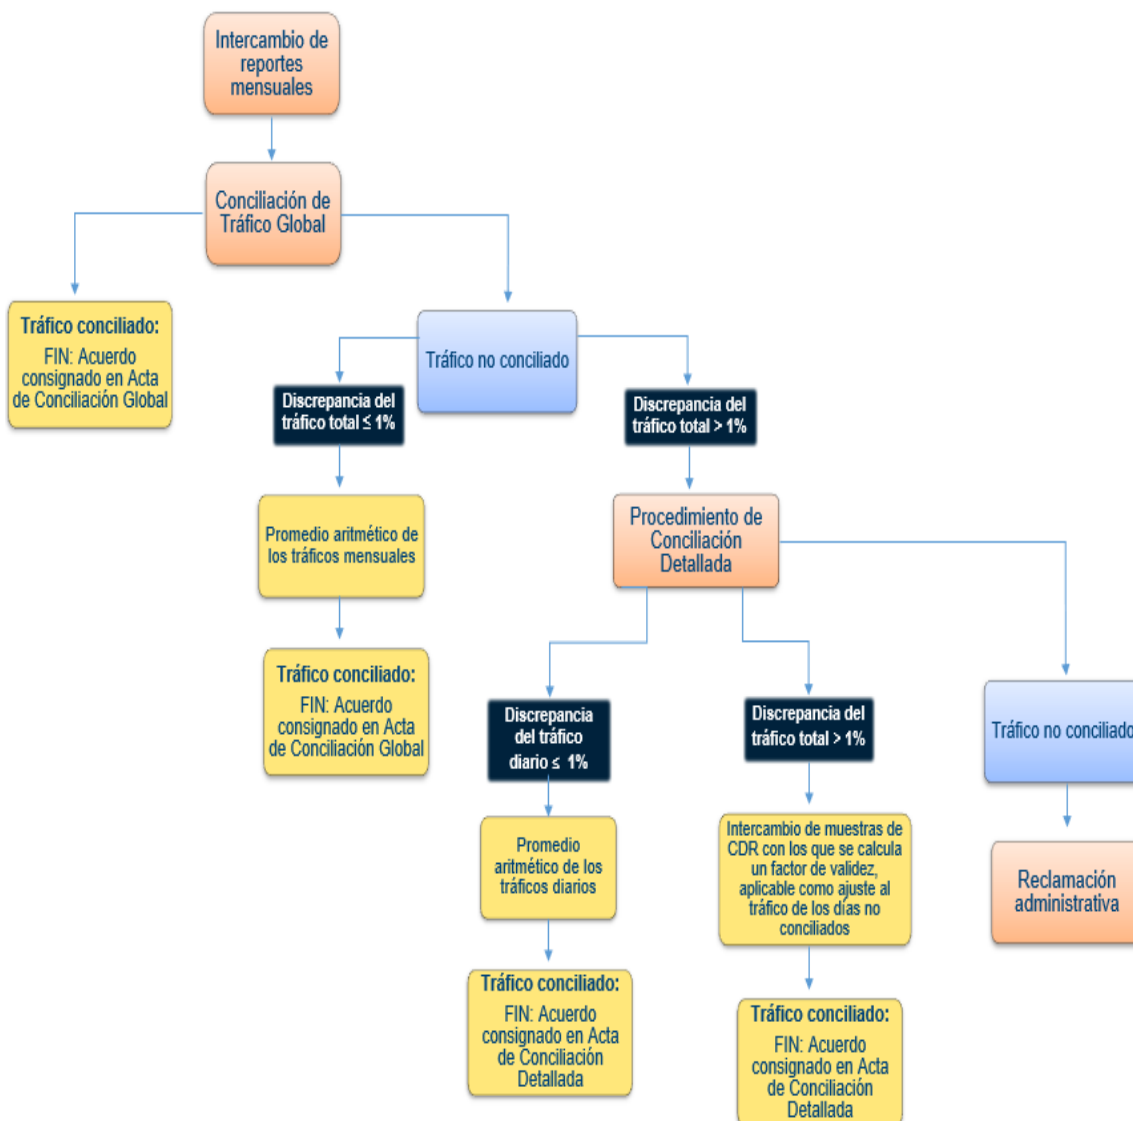 Intercambio de
reportes
mensuales
Conciliación de
Tráfico Global
Tráfico conciliado:
FIN: Acuerdo
consignado en Acta
de Conciliación Global
Tráfico no conciliado
Discrepancia del
tráfico total ≤ 1%
Discrepancia del
tráfico total > 1%
Promedio aritmético de
los tráficos mensuales
Procedimiento de
Conciliación
Detallada
Tráfico conciliado:
FIN: Acuerdo
consignado en Acta
de Conciliación Global
Discrepancia
del tráfico
diario ≤ 1%
Discrepancia del
tráfico total > 1%
Tráfico no conciliado
Promedio
aritmético de los
tráficos diarios
Intercambio de muestras de
CDR con los que se calcula
un factor de validez,
aplicable como ajuste al
tráfico de los días no
conciliados
Reclamación
administrativa
Tráfico conciliado:
FIN: Acuerdo
consignado en Acta
de Conciliación
Detallada
Tráfico conciliado:
FIN: Acuerdo
consignado en Acta
de Conciliación
Detallada